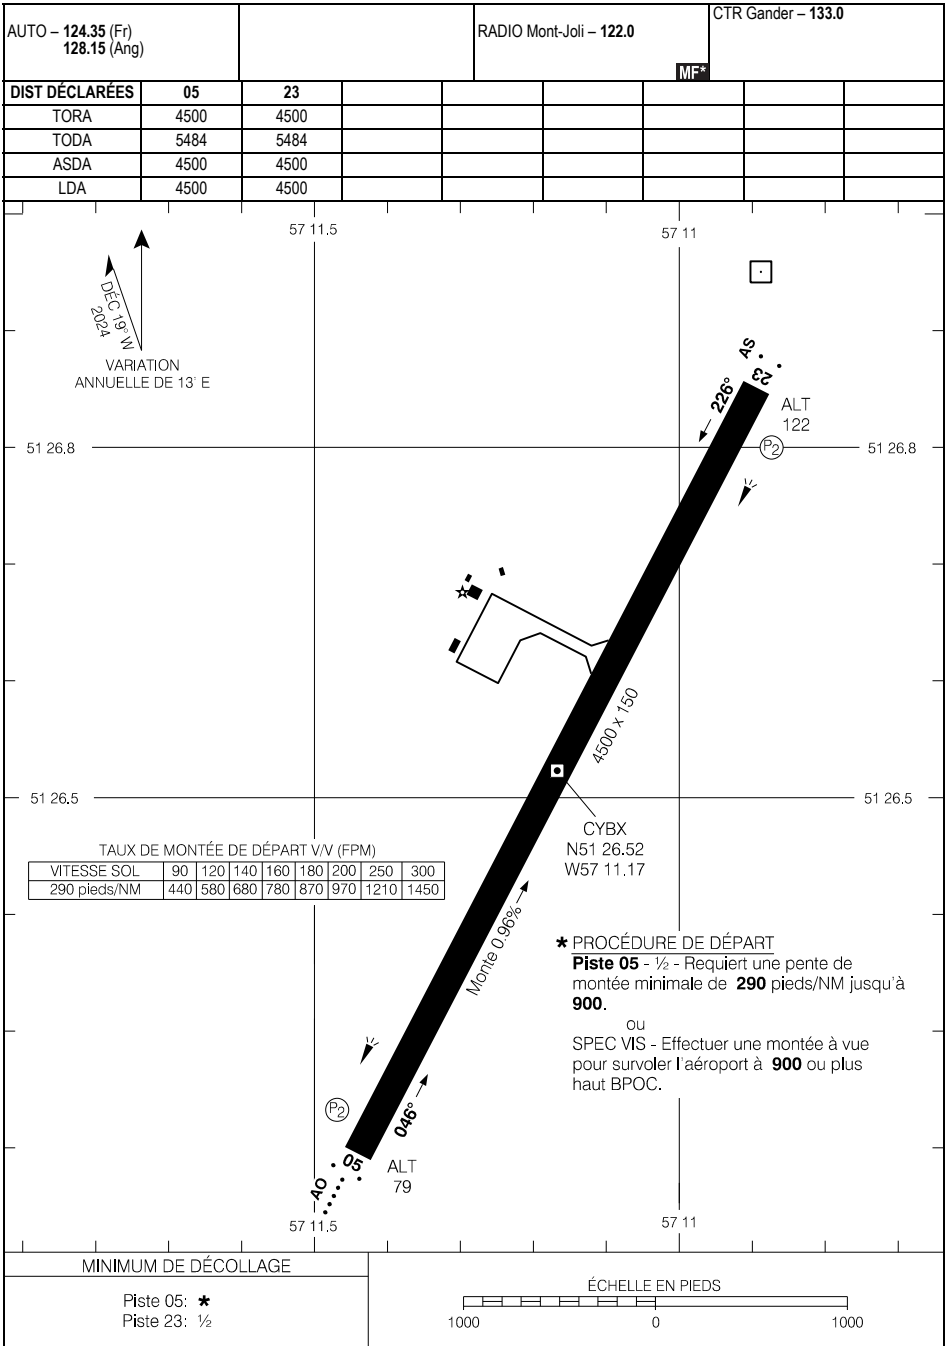 AUTO – 124.35 (Fr)
128.15 (Ang)
RADIO Mont-Joli – 122.0
MF*
CTR Gander – 133.0
DIST DÉCLARÉES 05 23
TORA 4500 4500
TODA 5484 5484
ASDA 4500 4500
LDA 4500 4500
57 11.5
57 11
DÉC 19° W
2024
VARIATION
ANNUELLE DE 13' E
AS
23
226°
ALT
122
51 26.8
P2
51 26.8
4500 x 150
51 26.5
51 26.5
CYBX
N51 26.52
W57 11.17
TAUX DE MONTÉE DE DÉPART V/V (FPM)
VITESSE SOL 90 120 140 160 180 200 250 300
290 pieds/NM 440 580 680 780 870 970 1210 1450
Monte 0.96%
* PROCÉDURE DE DÉPART
Piste 05 - ½ - Requiert une pente de
montée minimale de 290 pieds/NM jusqu'à
900.
ou
SPEC VIS - Effectuer une montée à vue
pour survoler l'aéroport à 900 ou plus
haut BPOC.
P2
046°
05
AO
ALT
79
57 11.5
57 11
MINIMUM DE DÉCOLLAGE
Piste 05: *
Piste 23: ½
ÉCHELLE EN PIEDS
1000 0 1000